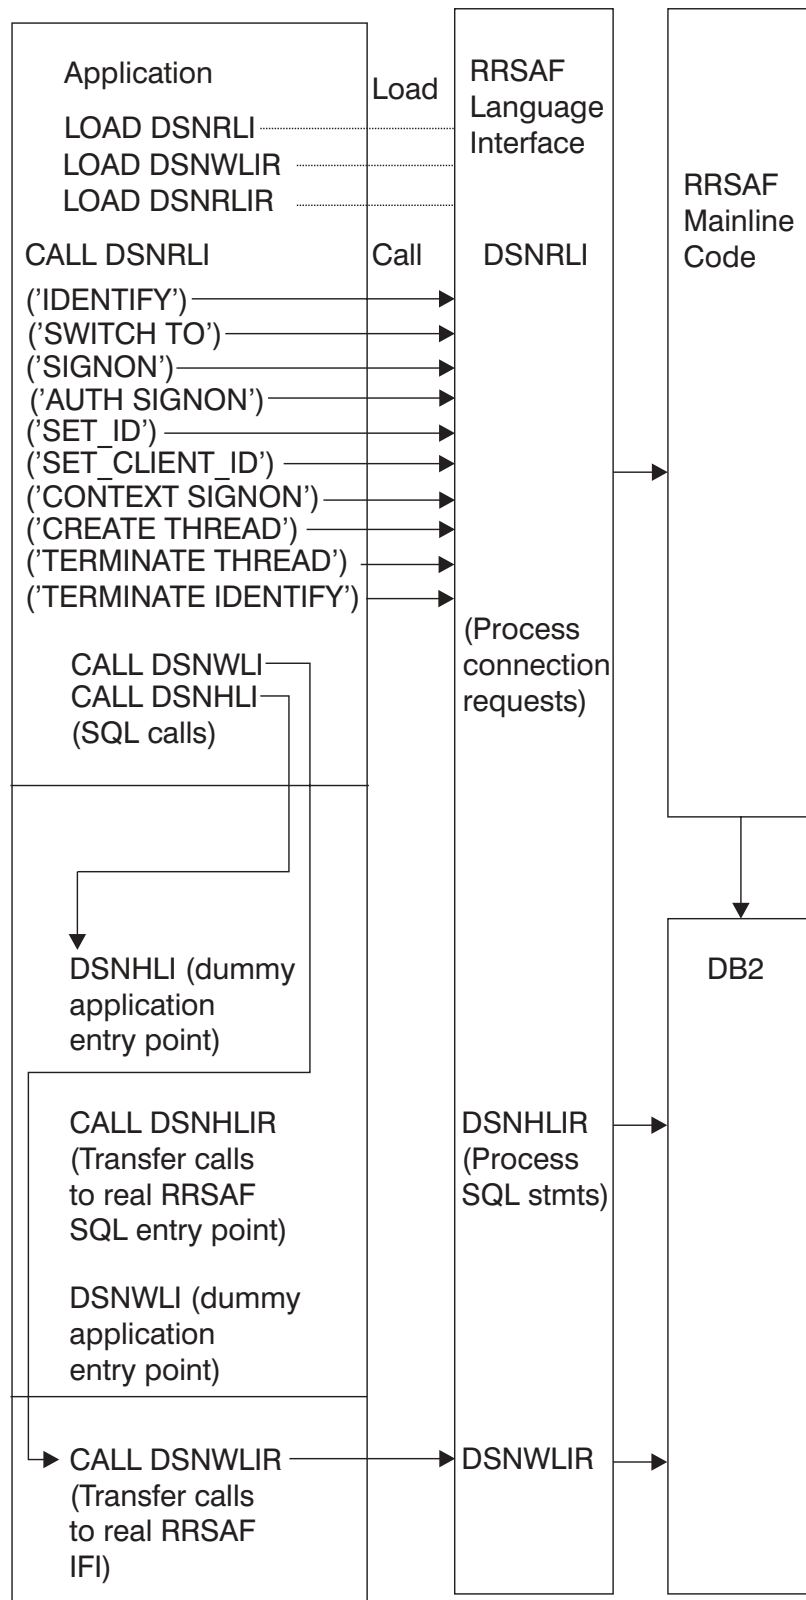 Application
LOAD DSNRLI
LOAD DSNWLIR
LOAD DSNRLIR
CALL DSNRLI
(’IDENTIFY’)
(’SWITCH TO’)
(’SIGNON’)
(’AUTH SIGNON’)
(’SET_ID’)
(’SET_CLIENT_ID’)
(’CONTEXT SIGNON’)
(’CREATE THREAD’)
(’TERMINATE THREAD’)
(’TERMINATE IDENTIFY’)
CALL DSNWLI
CALL DSNHLI
(SQL calls)
DSNHLI (dummy
application
entry point)
CALL DSNHLIR
(Transfer calls
to real RRSAF
SQL entry point)
DSNWLI (dummy
application
entry point)
CALL DSNWLIR
(Transfer calls
to real RRSAF
IFI)
Load
Call
RRSAF
Language
Interface
DSNRLI
(Process
connection
requests)
DSNHLIR
(Process
SQL stmts)
DSNWLIR
RRSAF
Mainline
Code
DB2